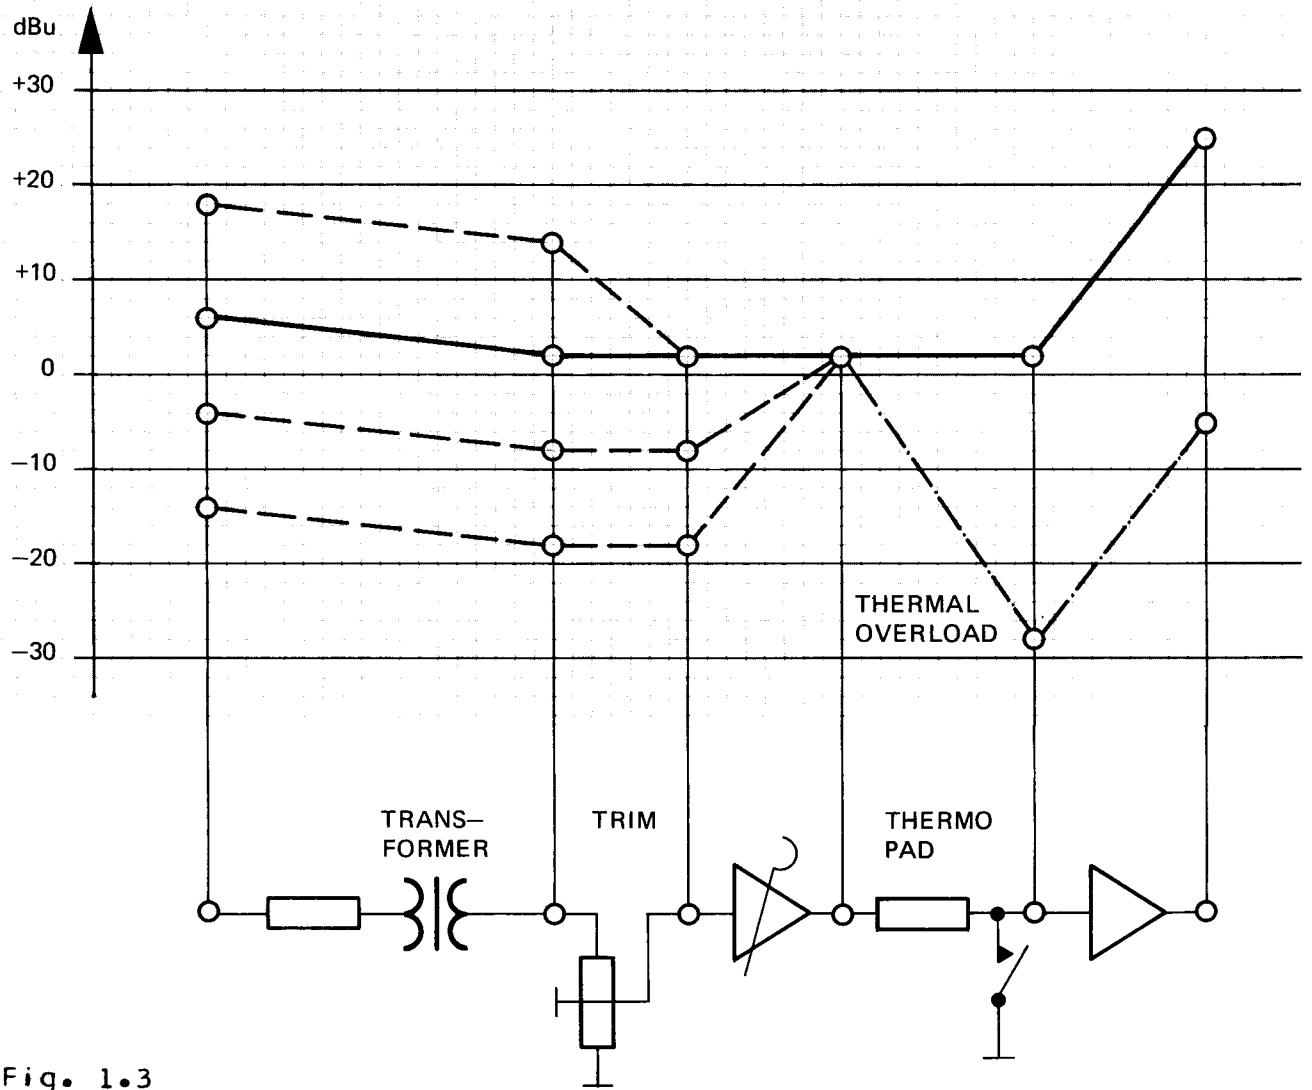 dBu
+30
+20
+10
0
−10
−20
−30
THERMAL
OVERLOAD
TRANS–
FORMER
TRIM
THERMO
PAD
Fig. 1.3